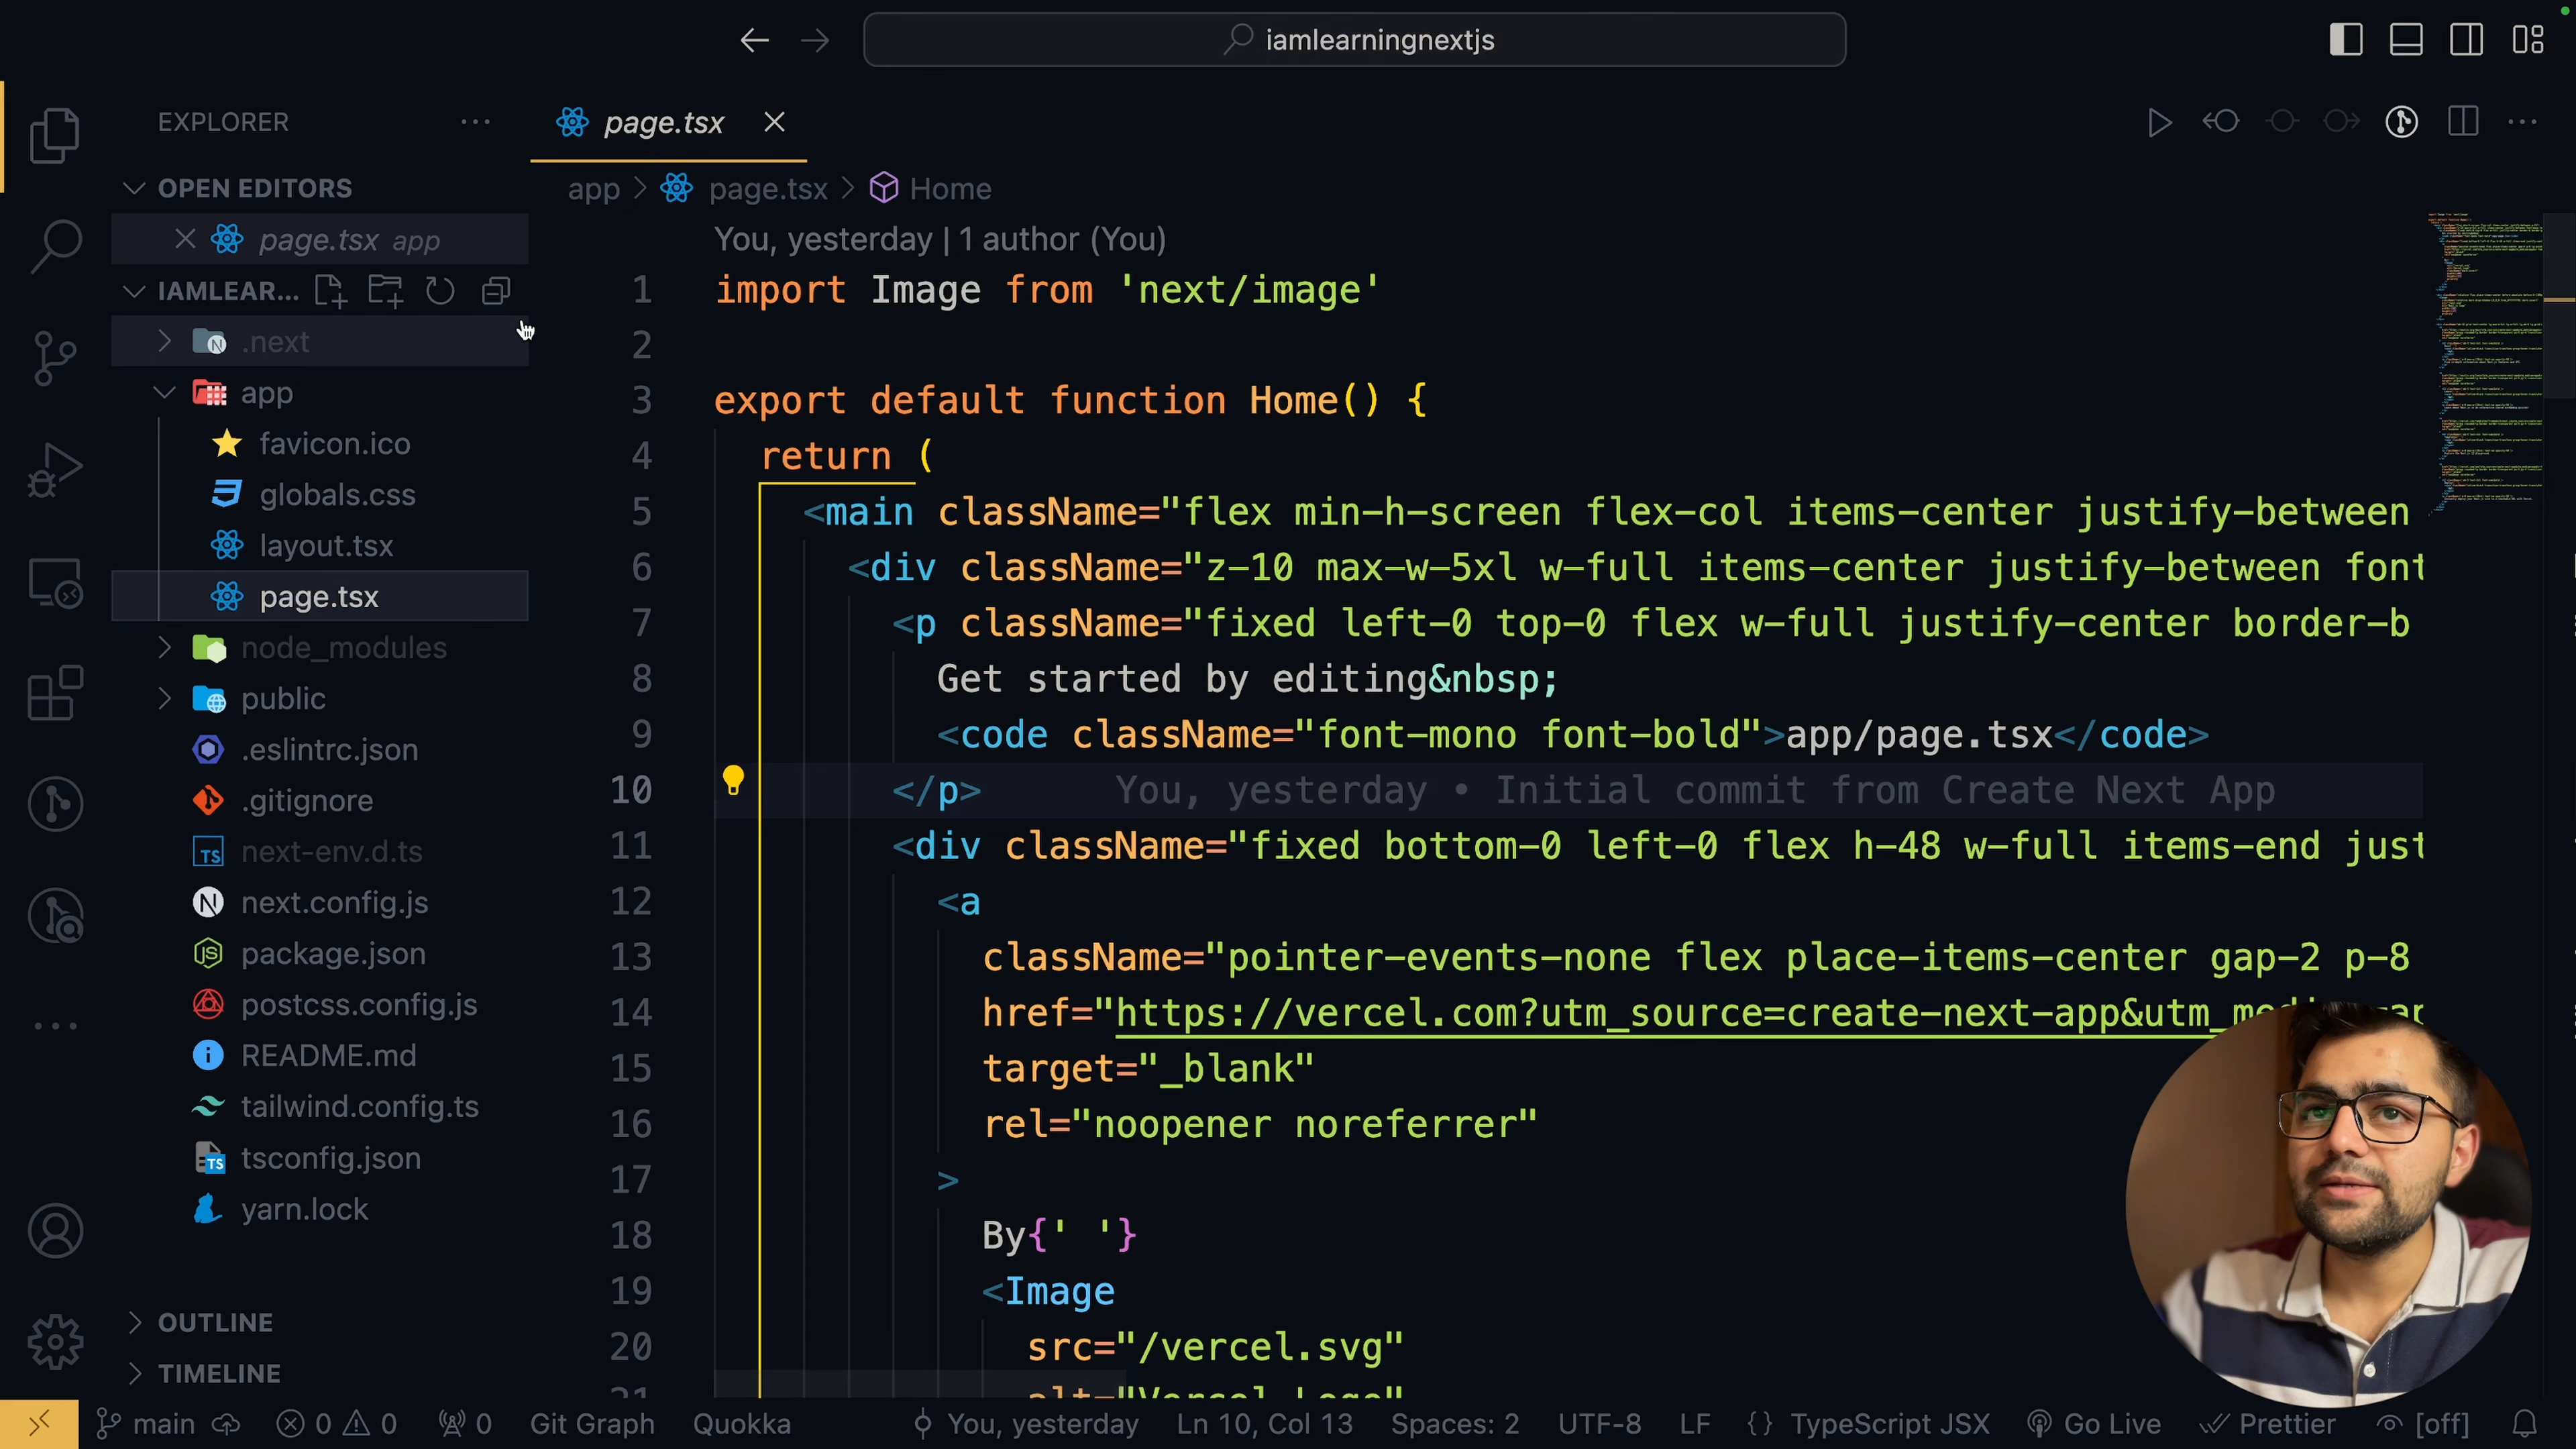 iamlearningnextjs
EXPLORER
page.tsx
OPEN EDITORS
page.tsx app
IAMLEAR...
.next
app
favicon.ico
globals.css
layout.tsx
page.tsx
node_modules
public
.eslintrc.json
.gitignore
next-env.d.ts
next.config.js
package.json
postcss.config.js
README.md
tailwind.config.ts
tsconfig.json
yarn.lock
OUTLINE
TIMELINE
app > page.tsx > Home
You, yesterday | 1 author (You)
1 import Image from 'next/image'
2
3 export default function Home() {
4 return (
5 <main className="flex min-h-screen flex-col items-center justify-between
6 <div className="z-10 max-w-5xl w-full items-center justify-between font
7 <p className="fixed left-0 top-0 flex w-full justify-center border-b
8 Get started by editing&nbsp;
9 <code className="font-mono font-bold">app/page.tsx</code>
10 </p> You, yesterday • Initial commit from Create Next App
11 <div className="fixed bottom-0 left-0 flex h-48 w-full items-end just
12 <a
13 className="pointer-events-none flex place-items-center gap-2 p-8
14 href="https://vercel.com?utm_source=create-next-app&utm_
15 target="_blank"
16 rel="noopener noreferrer"
17 >
18 By{' '}
19 <Image
20 src="/vercel.svg"
21 alt="Vercel Logo"
main 0 0 0 Git Graph Quokka You, yesterday Ln 10, Col 13 Spaces: 2 UTF-8 LF {} TypeScript JSX Go Live Prettier [off]